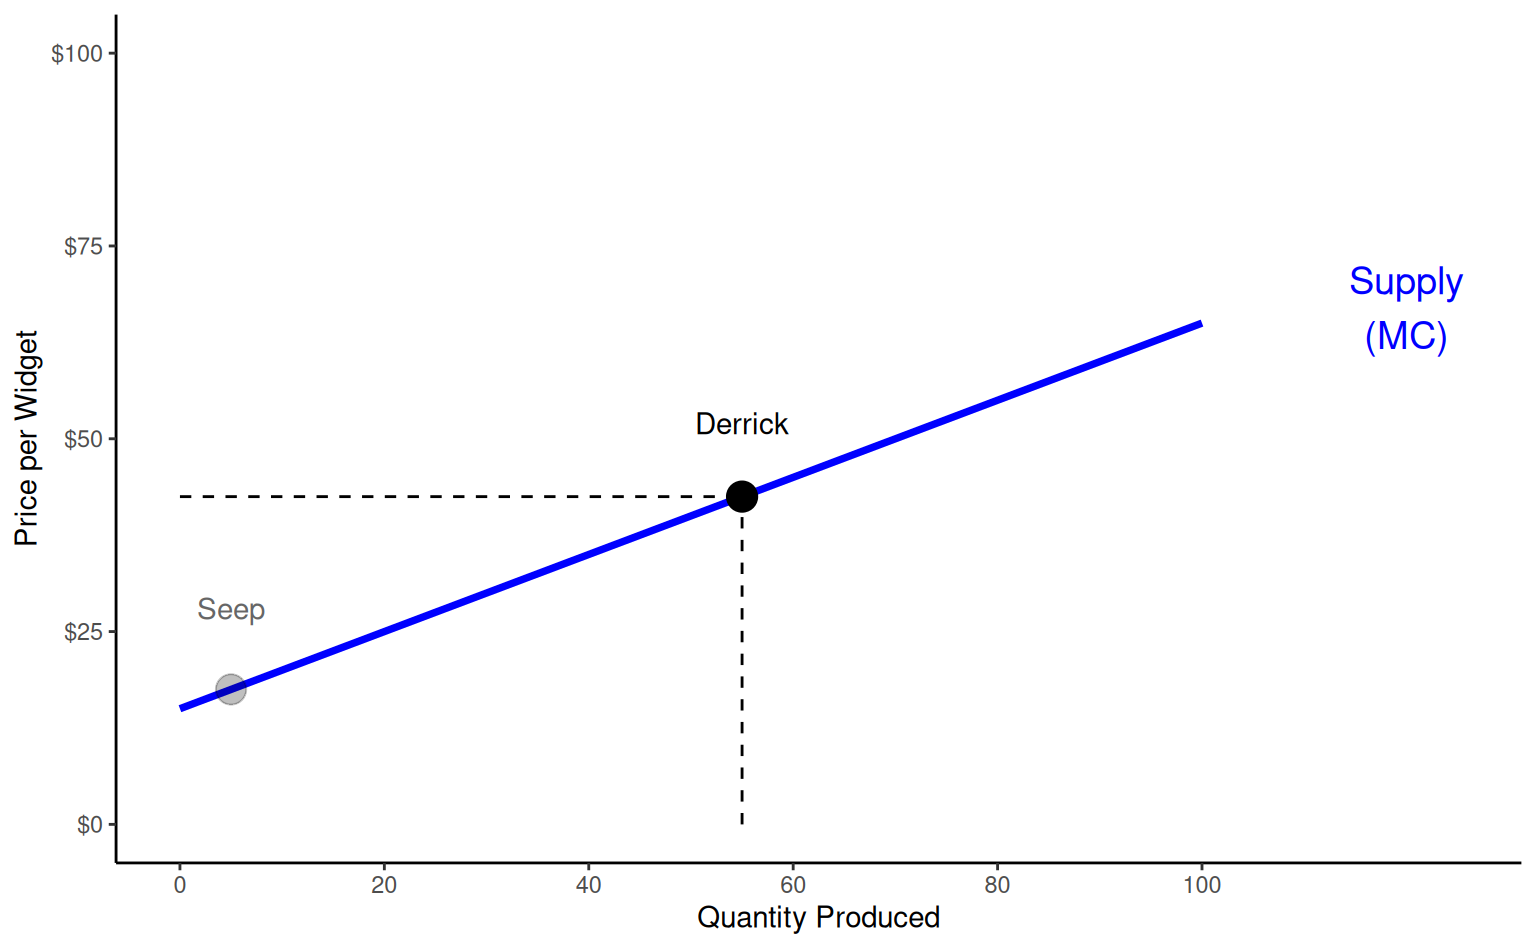 $100
$75
$50
$25
$0
Price per Widget
Supply
(MC)
Derrick
Seep
0 20 40 60 80 100
Quantity Produced